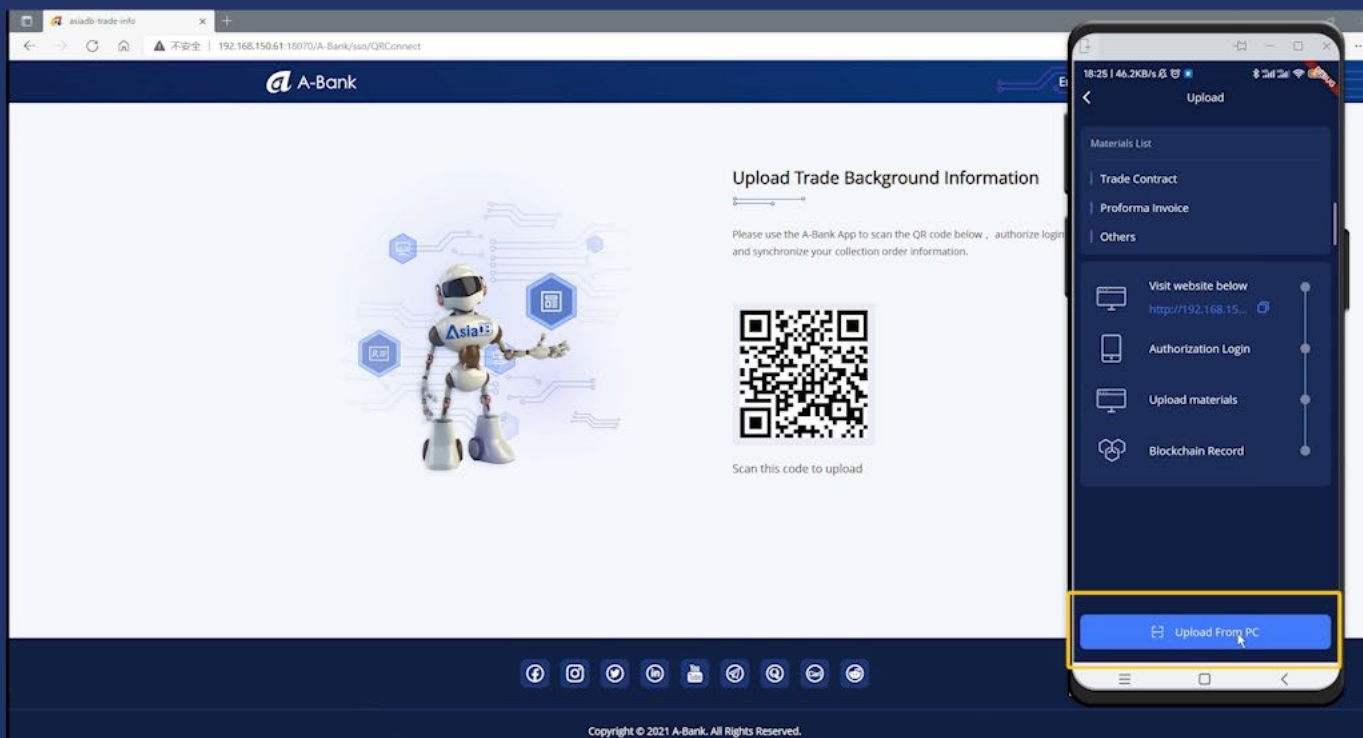 asiadb-trade-info
不安全 | 192.168.150.61:18070/A-Bank/sso/QRConnect
A-Bank
Upload Trade Background Information
Please use the A-Bank App to scan the QR code below , authorize login
and synchronize your collection order information.
AsiaDB
Scan this code to upload
Copyright © 2021 A-Bank. All Rights Reserved.
18:25 | 46.2KB/s
Upload
Materials List
Trade Contract
Proforma Invoice
Others
Visit website below
http://192.168.15...
Authorization Login
Upload materials
Blockchain Record
Upload From PC